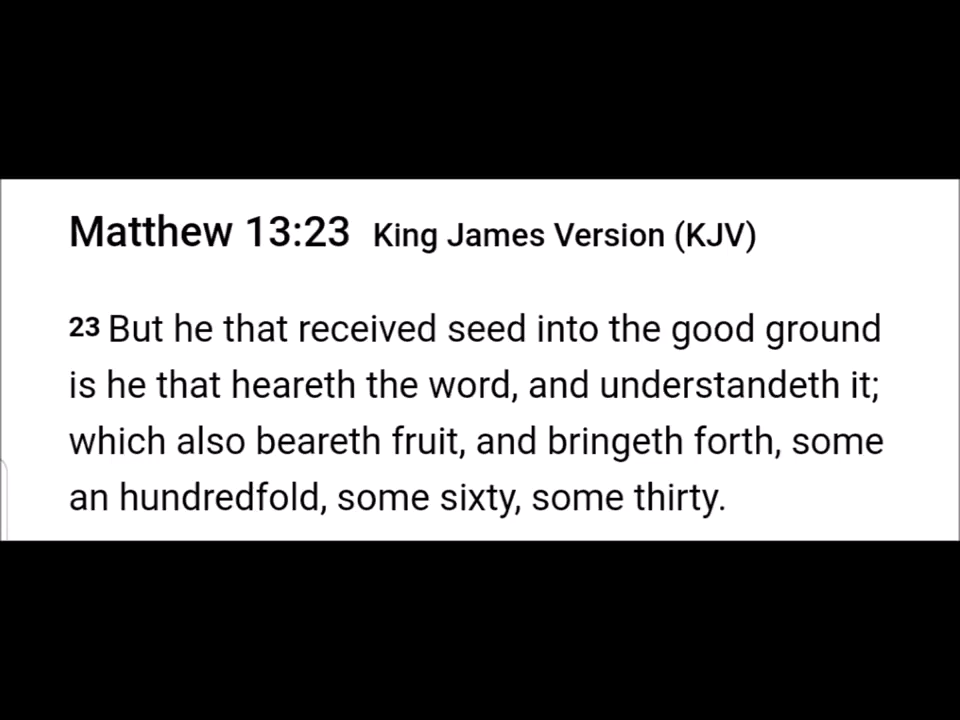 Matthew 13:23 King James Version (KJV)
23 But he that received seed into the good ground
is he that heareth the word, and understandeth it;
which also beareth fruit, and bringeth forth, some
an hundredfold, some sixty, some thirty.